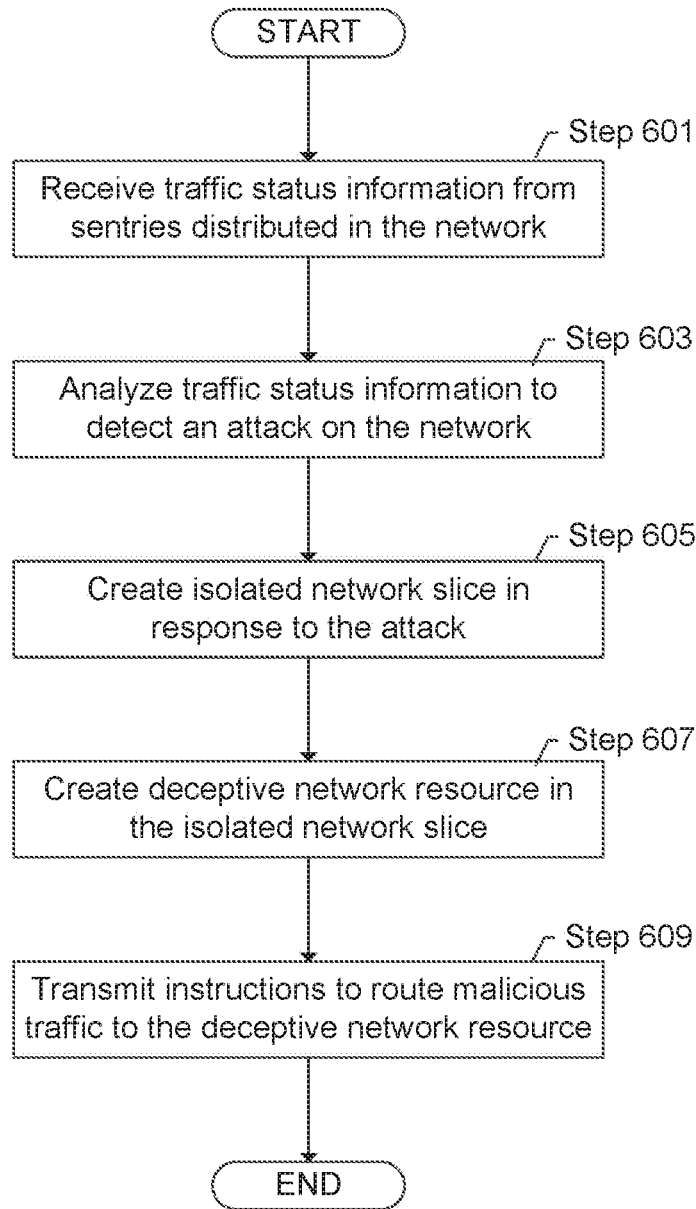 START
Step 601
Receive traffic status information from
sentries distributed in the network
Step 603
Analyze traffic status information to
detect an attack on the network
Step 605
Create isolated network slice in
response to the attack
Step 607
Create deceptive network resource in
the isolated network slice
Step 609
Transmit instructions to route malicious
traffic to the deceptive network resource
END